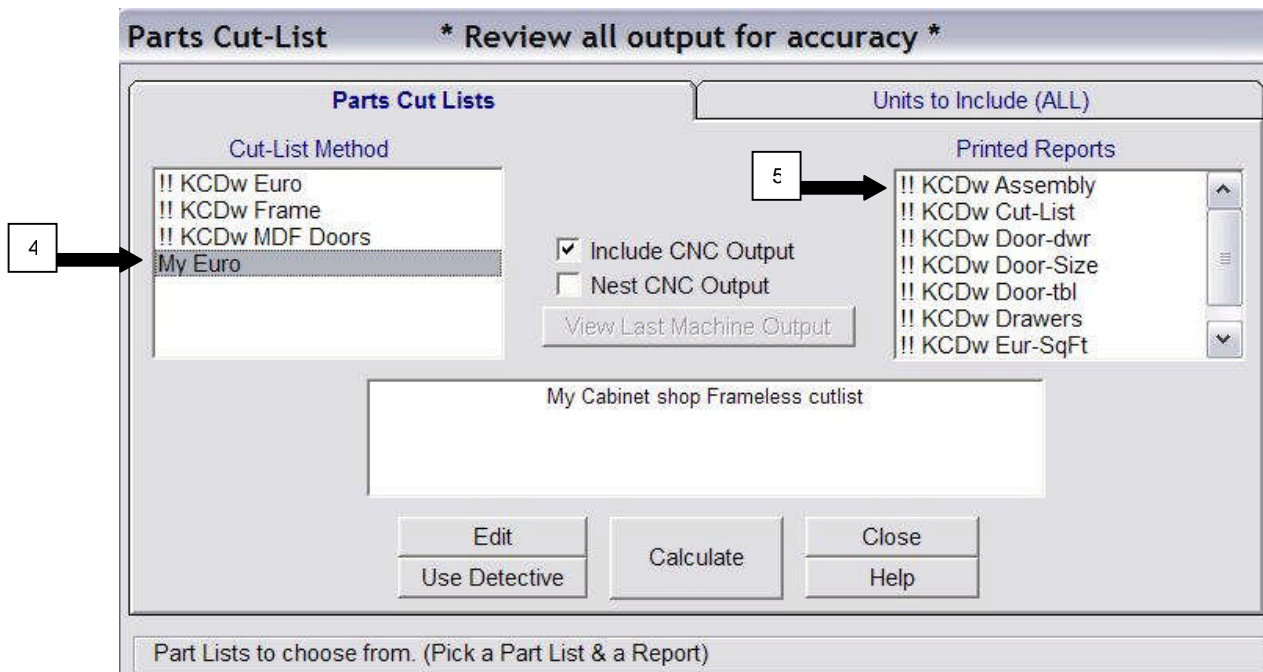 Parts Cut-List * Review all output for accuracy *
Parts Cut Lists
Units to Include (ALL)
Cut-List Method
!! KCDw Euro
!! KCDw Frame
!! KCDw MDF Doors
My Euro
4
Include CNC Output
Nest CNC Output
View Last Machine Output
5
Printed Reports
!! KCDw Assembly
!! KCDw Cut-List
!! KCDw Door-dwr
!! KCDw Door-Size
!! KCDw Door-tbl
!! KCDw Drawers
!! KCDw Eur-SqFt
My Cabinet shop Frameless cutlist
Edit
Use Detective
Calculate
Close
Help
Part Lists to choose from. (Pick a Part List & a Report)